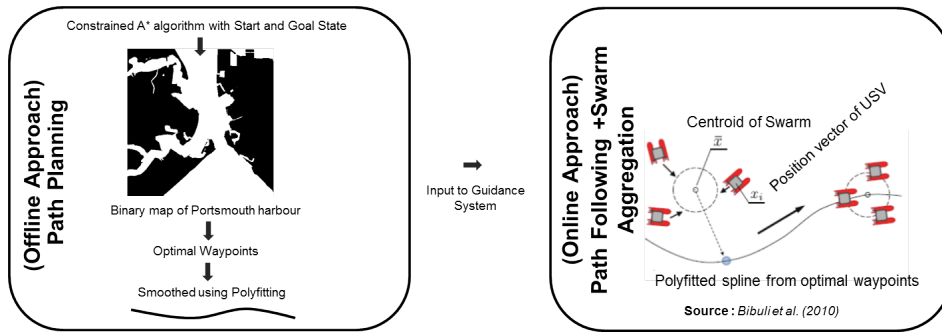 Constrained A* algorithm with Start and Goal State
(Offline Approach)
Path Planning
Binary map of Portsmouth harbour
Optimal Waypoints
Smoothed using Polyfitting
Input to Guidance
System
(Online Approach)
Path Following +Swarm
Aggregation
Centroid of Swarm
x̅
x_i
Position vector of USV
Polyfitted spline from optimal waypoints
Source : Bibuli et al. (2010)